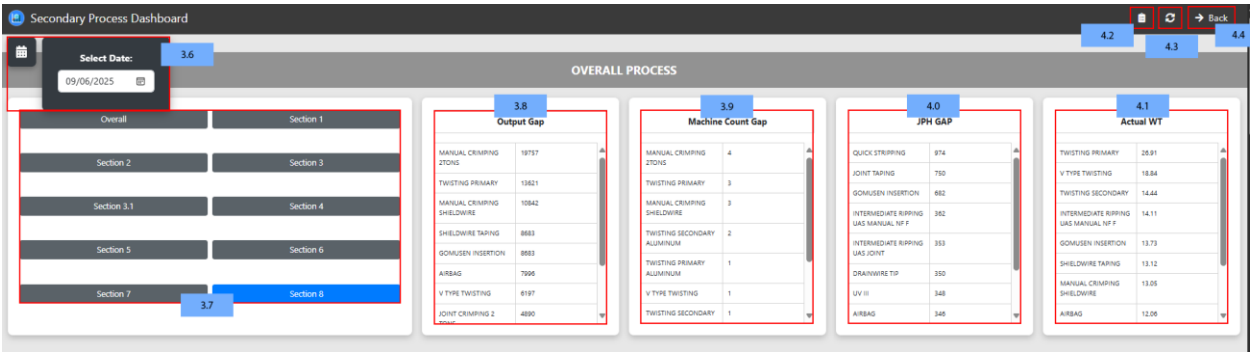 Secondary Process Dashboard
Back
4.2
4.3
4.4
Select Date:
09/06/2025
3.6
OVERALL PROCESS
Overall
Section 1
Section 2
Section 3
Section 3.1
Section 4
Section 5
Section 6
Section 7
Section 8
3.7
3.8
Output Gap
MANUAL CRIMPING 19757
2TONS
TWISTING PRIMARY 13621
MANUAL CRIMPING 10842
SHIELDWIRE
SHIELDWIRE TAPING 8683
GOMUSEN INSERTION 8683
AIRBAG 7996
V TYPE TWISTING 6197
JOINT CRIMPING 2 4890
TONS
3.9
Machine Count Gap
MANUAL CRIMPING 4
2TONS
TWISTING PRIMARY 3
MANUAL CRIMPING 3
SHIELDWIRE
TWISTING SECONDARY 2
ALUMINUM
TWISTING PRIMARY 1
ALUMINUM
V TYPE TWISTING 1
TWISTING SECONDARY 1
4.0
JPH GAP
QUICK STRIPPING 974
JOINT TAPING 750
GOMUSEN INSERTION 682
INTERMEDIATE RIPPING 362
UAS MANUAL NF F
INTERMEDIATE RIPPING 353
UAS JOINT
DRAINWIRE TIP 350
UV III 348
AIRBAG 346
4.1
Actual WT
TWISTING PRIMARY 26.91
V TYPE TWISTING 18.84
TWISTING SECONDARY 14.44
INTERMEDIATE RIPPING 14.11
UAS MANUAL NF F
GOMUSEN INSERTION 13.73
SHIELDWIRE TAPING 13.12
MANUAL CRIMPING 13.05
SHIELDWIRE
AIRBAG 12.06